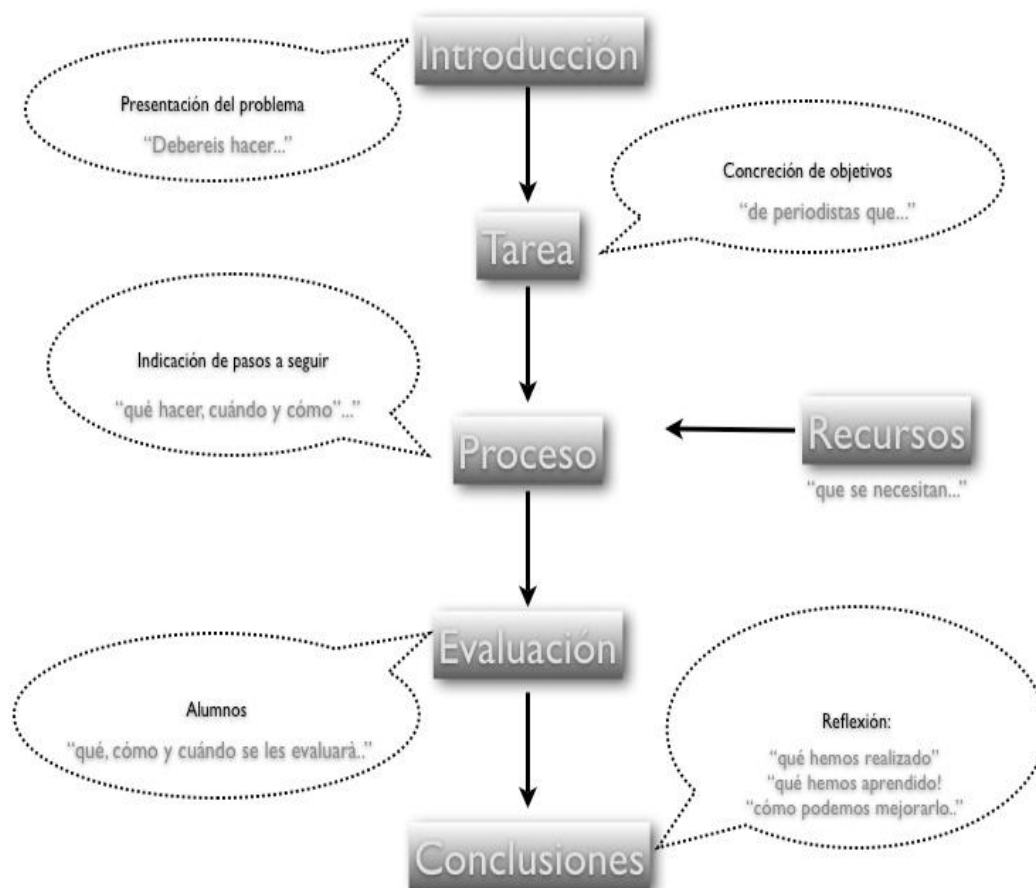 Introducción
Presentación del problema
“Debereis hacer...”
Concreción de objetivos
“de periodistas que...”
Tarea
Indicación de pasos a seguir
“qué hacer, cuándo y cómo”...”
Proceso
Recursos
“que se necesitan...”
Evaluación
Alumnos
“qué, cómo y cuándo se les evaluarà..”
Reflexión:
“qué hemos realizado”
“qué hemos aprendido!
“cómo podemos mejorarlo..”
Conclusiones